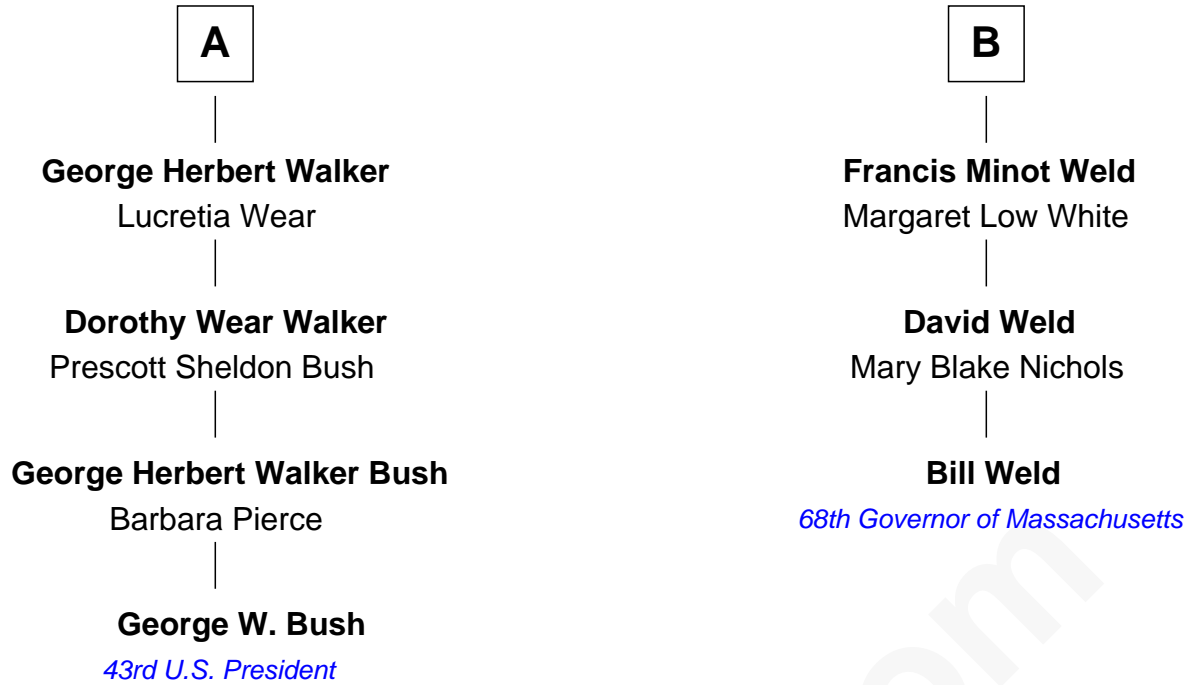 A
George Herbert Walker
Lucretia Wear
Dorothy Wear Walker
Prescott Sheldon Bush
George Herbert Walker Bush
Barbara Pierce
George W. Bush
43rd U.S. President
B
Francis Minot Weld
Margaret Low White
David Weld
Mary Blake Nichols
Bill Weld
68th Governor of Massachusetts
om